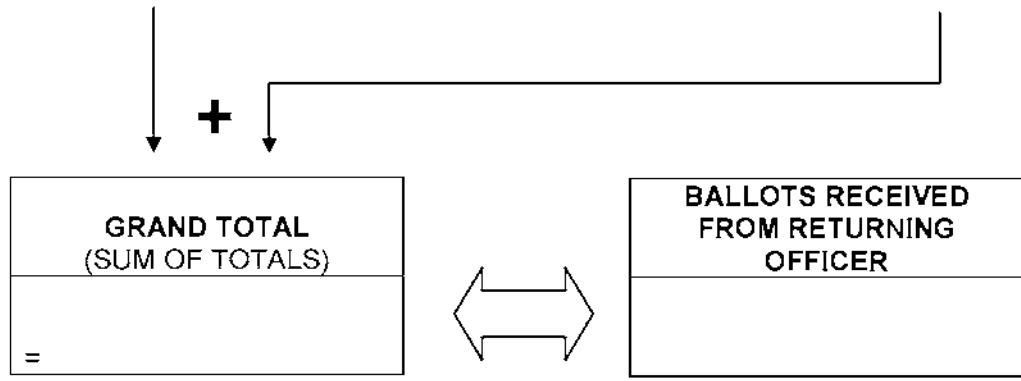 +
GRAND TOTAL
(SUM OF TOTALS)
=
BALLOTS RECEIVED
FROM RETURNING
OFFICER